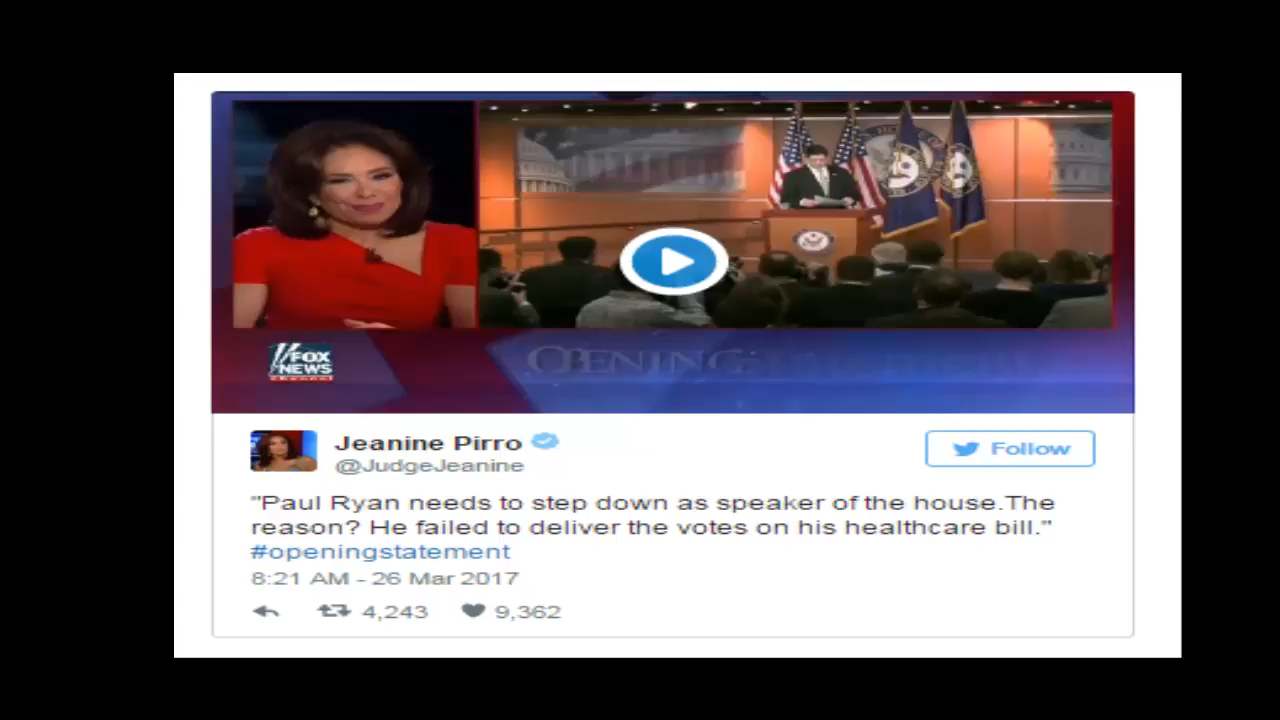 FOX
NEWS
channel
OPENING
Jeanine Pirro
@JudgeJeanine
Follow
"Paul Ryan needs to step down as speaker of the house.The
reason? He failed to deliver the votes on his healthcare bill."
#openingstatement
8:21 AM - 26 Mar 2017
4,243 9,362